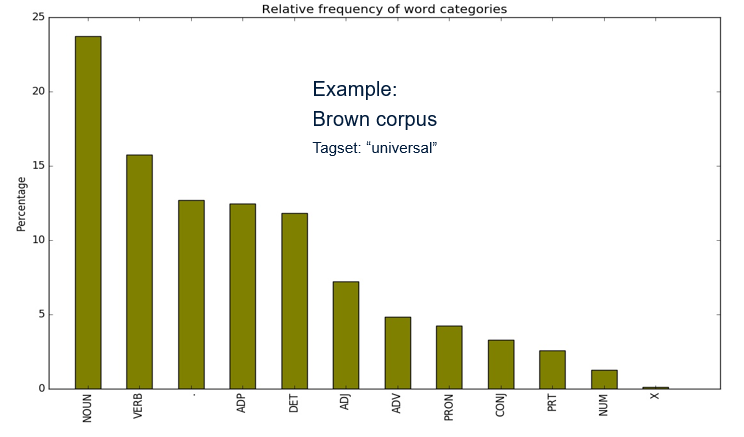 Relative frequency of word categories
25
20
15
10
5
0
Percentage
Example:
Brown corpus
Tagset: “universal”
NOUN
VERB
.
ADP
DET
ADJ
ADV
PRON
CONJ
PRT
NUM
X